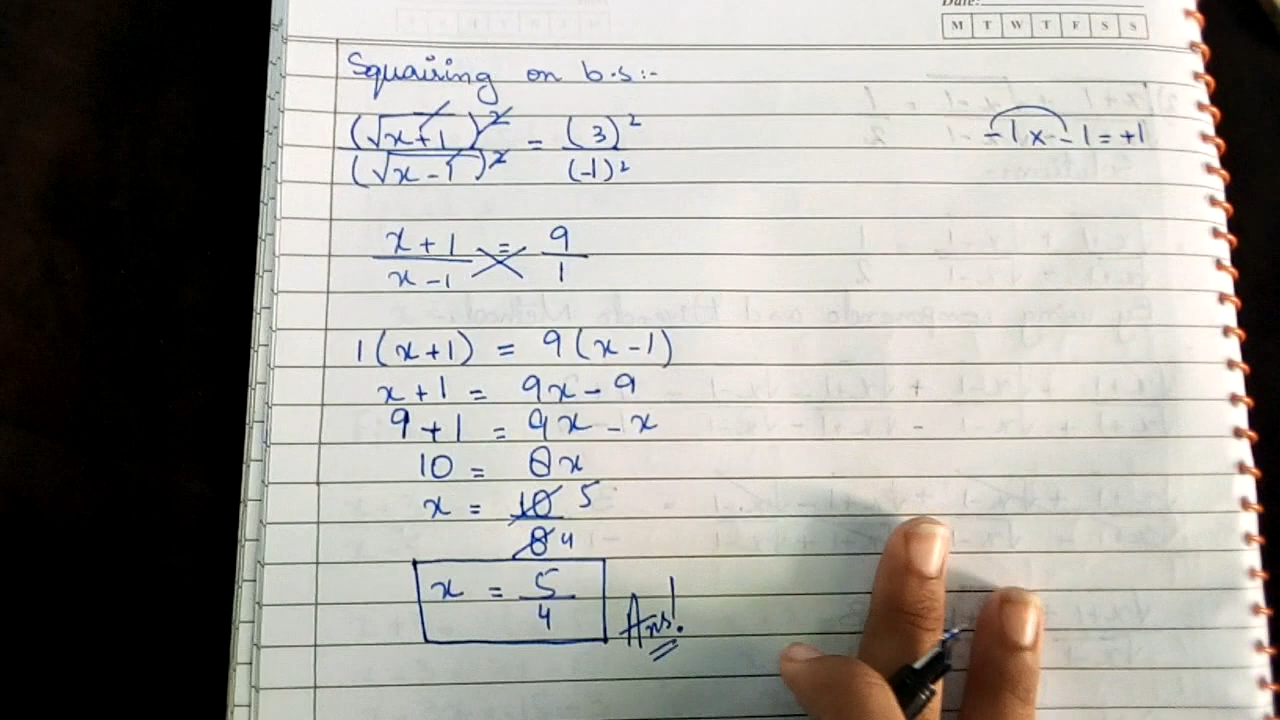 Date:
M T W T F S S
Squairing on b.s:-
(√x+1)² / (√x-1)² = (3)² / (-1)²
-1 x -1 = +1
x+1 / x-1 = 9 / 1
1(x+1) = 9(x-1)
x+1 = 9x-9
9+1 = 9x-x
10 = 8x
x = 10 5 / 8 4
x = 5 / 4
Ans!